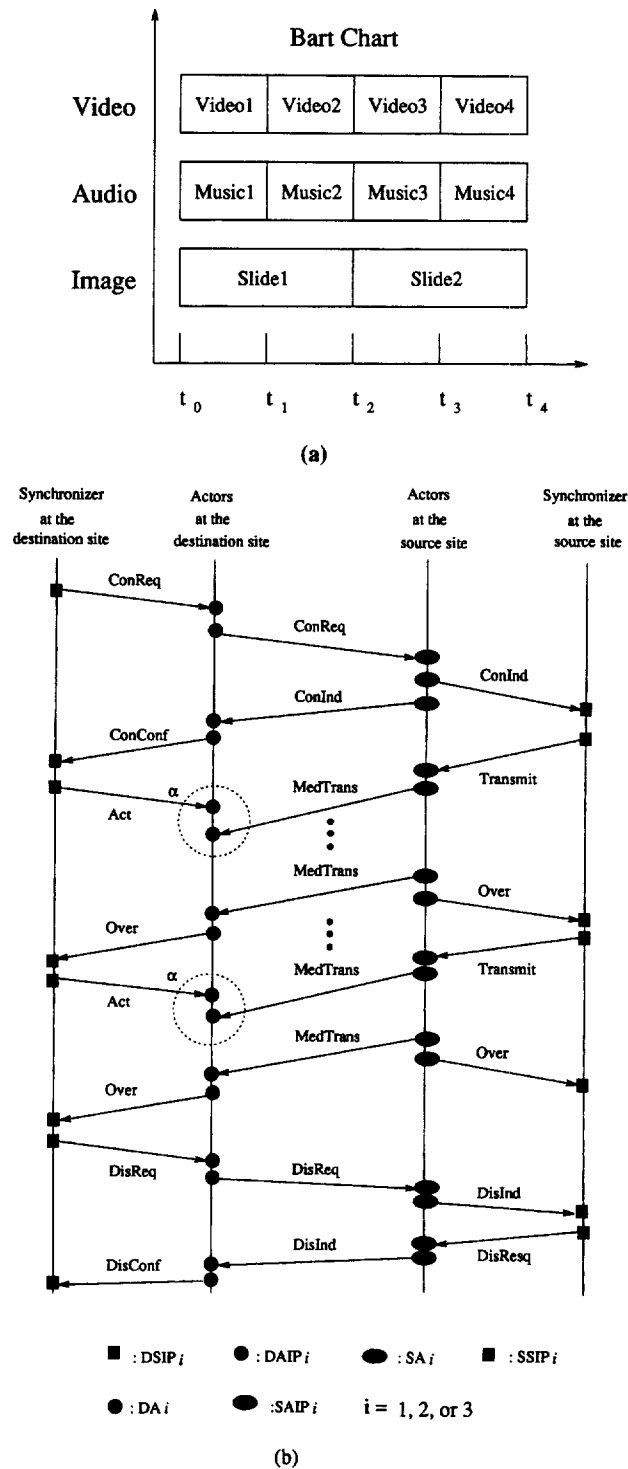 Bart Chart
Video
Video1 Video2 Video3 Video4
Audio
Music1 Music2 Music3 Music4
Image
Slide1 Slide2
t 0 t 1 t 2 t 3 t 4
(a)
Synchronizer at the destination site
Actors at the destination site
Actors at the source site
Synchronizer at the source site
ConReq
ConReq
ConInd
ConInd
ConConf
Transmit
α
MedTrans
Act
MedTrans
Over
Over
Transmit
α
MedTrans
Act
MedTrans
Over
Over
DisReq
DisReq
DisInd
DisInd
DisResq
DisConf
: DSIP i : DAIP i : SA i : SSIP i
: DA i :SAIP i i = 1, 2, or 3
(b)